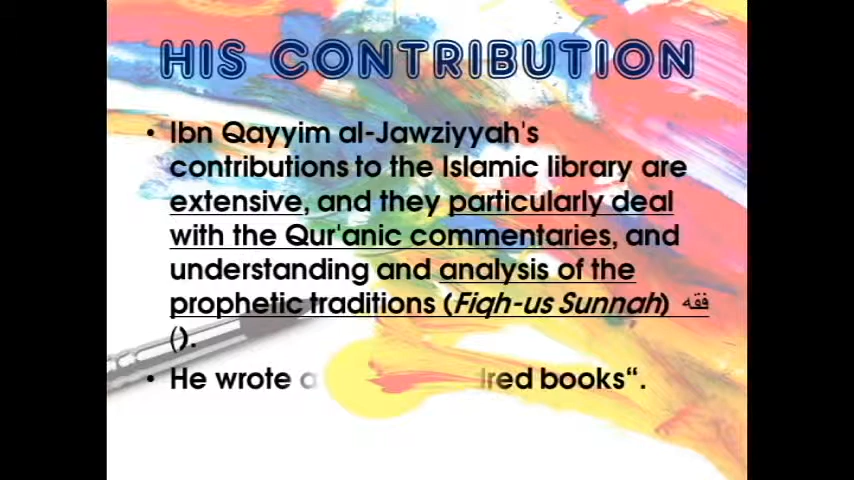 HIS CONTRIBUTION
• Ibn Qayyim al-Jawziyyah's
contributions to the Islamic library are
extensive, and they particularly deal
with the Qur'anic commentaries, and
understanding and analysis of the
prophetic traditions (Fiqh-us Sunnah) فقه
().
• He wrote books“.